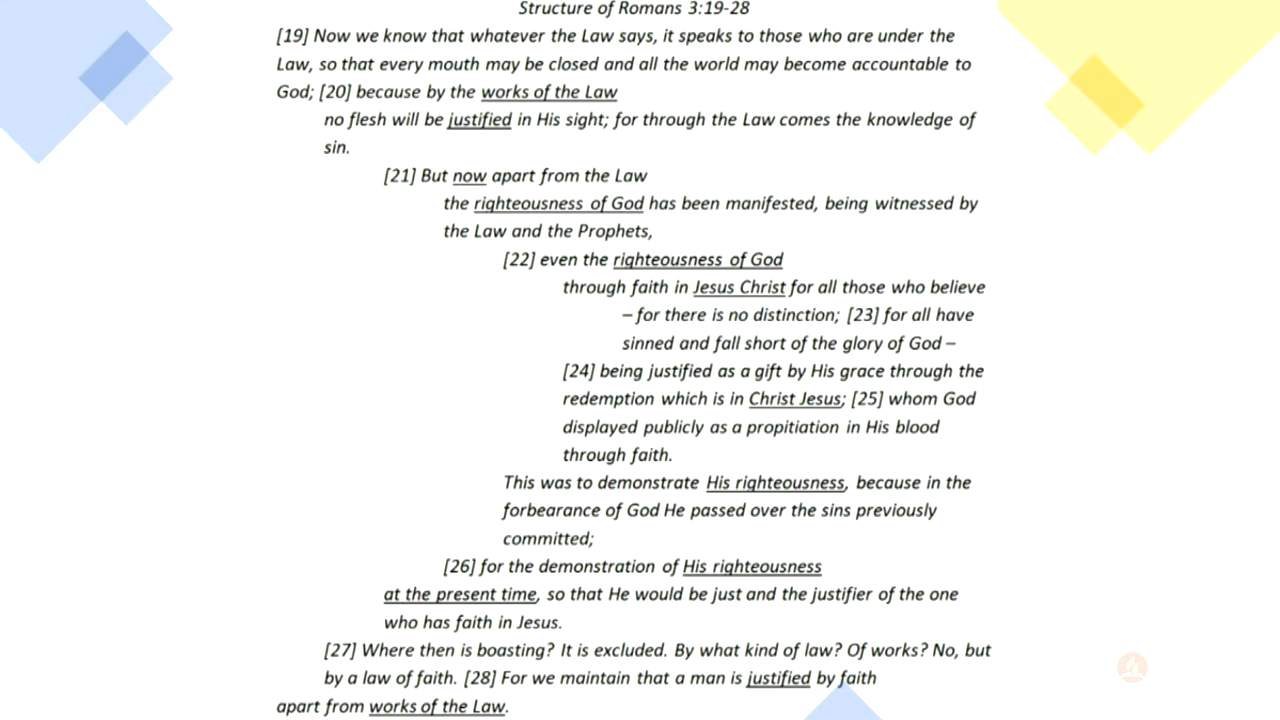 Structure of Romans 3:19-28
[19] Now we know that whatever the Law says, it speaks to those who are under the
Law, so that every mouth may be closed and all the world may become accountable to
God; [20] because by the works of the Law
no flesh will be justified in His sight; for through the Law comes the knowledge of
sin.
[21] But now apart from the Law
the righteousness of God has been manifested, being witnessed by
the Law and the Prophets,
[22] even the righteousness of God
through faith in Jesus Christ for all those who believe
– for there is no distinction; [23] for all have
sinned and fall short of the glory of God –
[24] being justified as a gift by His grace through the
redemption which is in Christ Jesus; [25] whom God
displayed publicly as a propitiation in His blood
through faith.
This was to demonstrate His righteousness, because in the
forbearance of God He passed over the sins previously
committed;
[26] for the demonstration of His righteousness
at the present time, so that He would be just and the justifier of the one
who has faith in Jesus.
[27] Where then is boasting? It is excluded. By what kind of law? Of works? No, but
by a law of faith. [28] For we maintain that a man is justified by faith
apart from works of the Law.